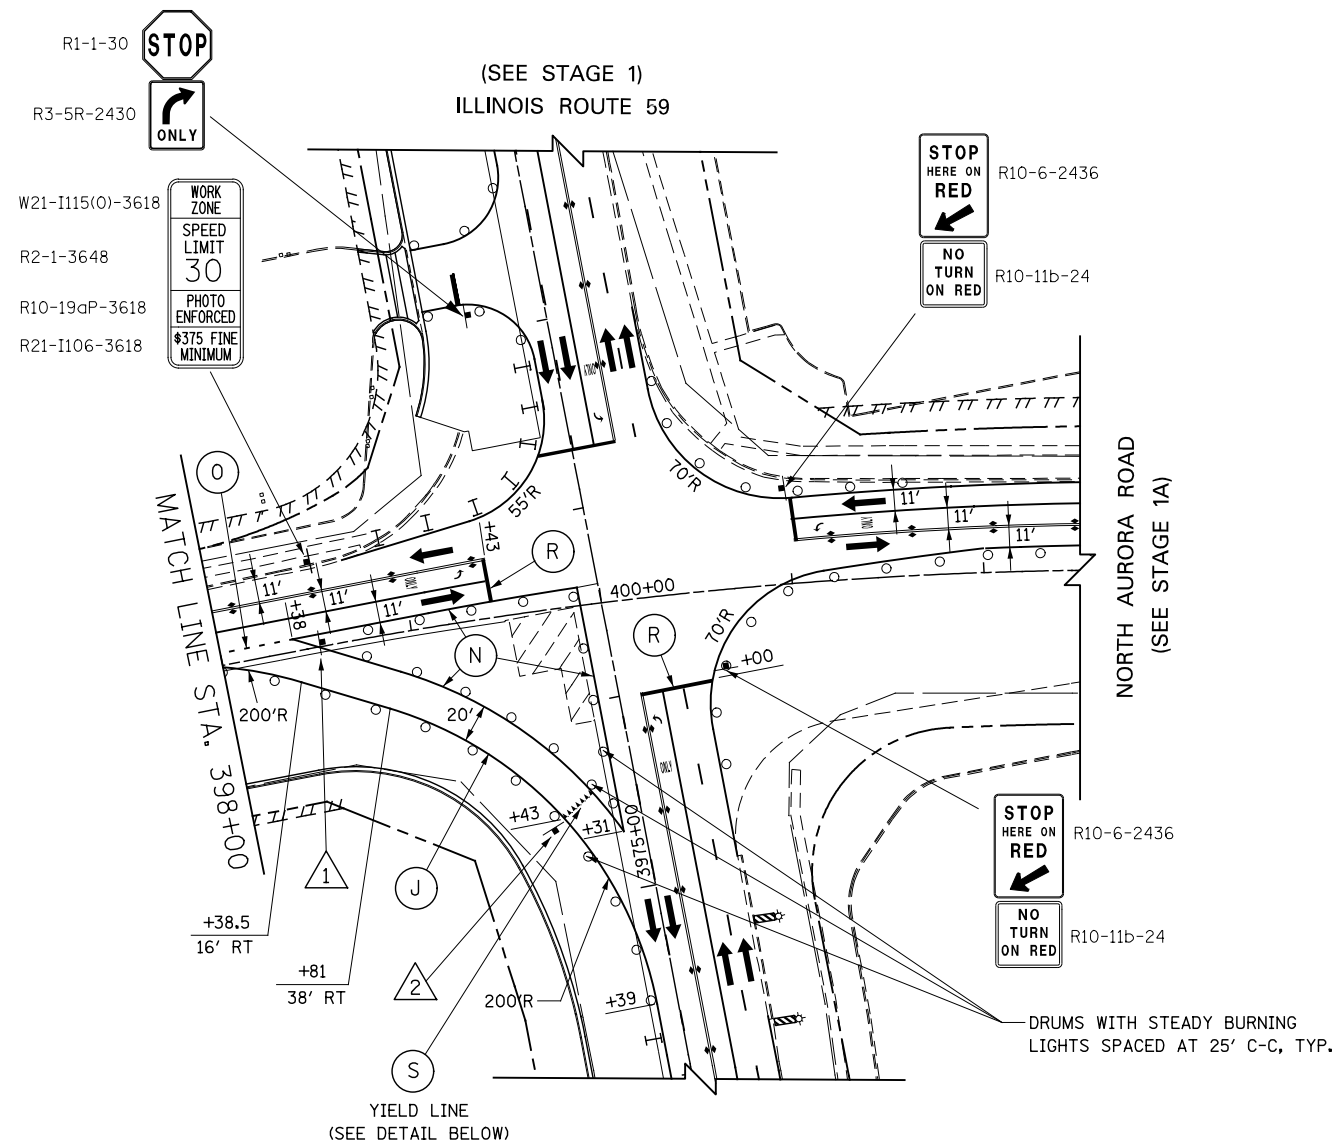 R1-1-30
STOP
R3-5R-2430
ONLY
(SEE STAGE 1)
ILLINOIS ROUTE 59
W21-I115(O)-3618
R2-1-3648
R10-19aP-3618
R21-I106-3618
WORK
ZONE
SPEED
LIMIT
30
PHOTO
ENFORCED
$375 FINE
MINIMUM
STOP
HERE ON
RED
R10-6-2436
NO
TURN
ON RED
R10-11b-24
ONLY
O
MATCH LINE STA. 398+00
55'R
70'R
+43
R
11'
11'
11'
ONLY
+38
11'
11'
11'
ONLY
400+00
NORTH AURORA ROAD
(SEE STAGE 1A)
R
70'R
+00
N
200'R
20'
ONLY
+43
+31
3975+00
1
J
+38.5
16' RT
+81
38' RT
2
200'R
+39
S
YIELD LINE
(SEE DETAIL BELOW)
STOP
HERE ON
RED
R10-6-2436
NO
TURN
ON RED
R10-11b-24
DRUMS WITH STEADY BURNING
LIGHTS SPACED AT 25' C-C, TYP.